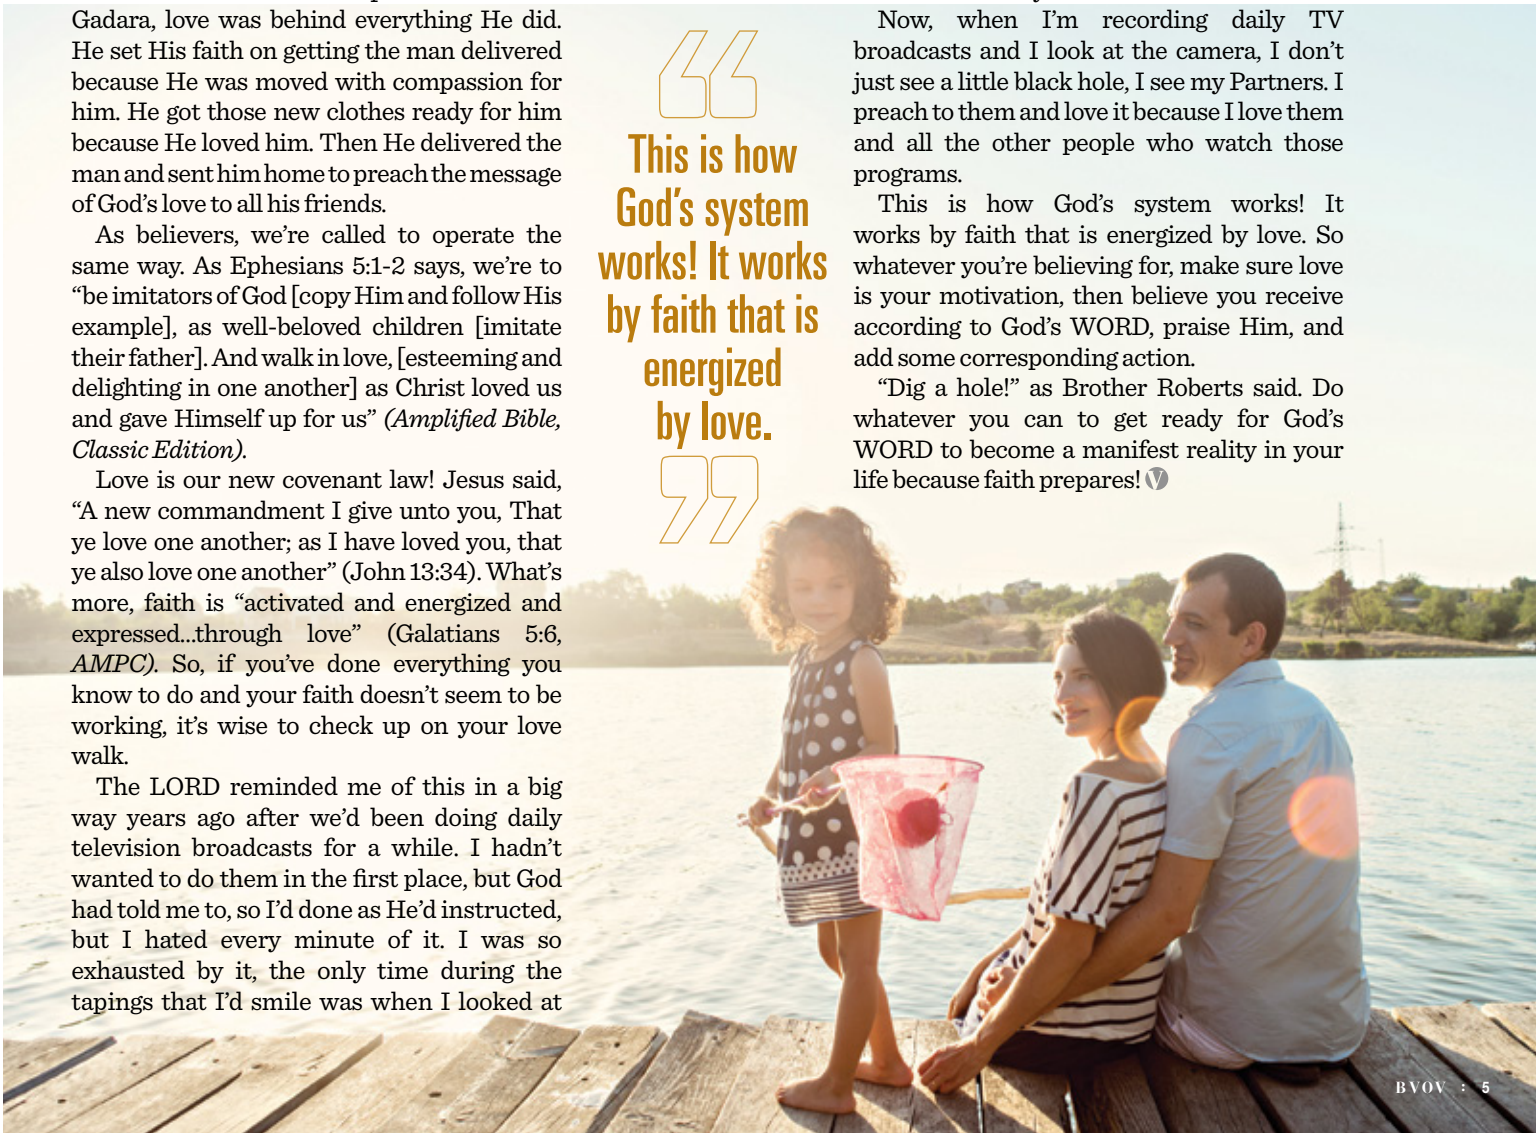 Gadara, love was behind everything He did.
He set His faith on getting the man delivered
because He was moved with compassion for
him. He got those new clothes ready for him
because He loved him. Then He delivered the
man and sent him home to preach the message
of God’s love to all his friends.
As believers, we’re called to operate the
same way. As Ephesians 5:1-2 says, we’re to
“be imitators of God [copy Him and follow His
example], as well-beloved children [imitate
their father]. And walk in love, [esteeming and
delighting in one another] as Christ loved us
and gave Himself up for us” (Amplified Bible,
Classic Edition).
Love is our new covenant law! Jesus said,
“A new commandment I give unto you, That
ye love one another; as I have loved you, that
ye also love one another” (John 13:34). What’s
more, faith is “activated and energized and
expressed...through love” (Galatians 5:6,
AMPC). So, if you’ve done everything you
know to do and your faith doesn’t seem to be
working, it’s wise to check up on your love
walk.
The LORD reminded me of this in a big
way years ago after we’d been doing daily
television broadcasts for a while. I hadn’t
wanted to do them in the first place, but God
had told me to, so I’d done as He’d instructed,
but I hated every minute of it. I was so
exhausted by it, the only time during the
tapings that I’d smile was when I looked at
“
This is how
God’s system
works! It works
by faith that is
energized
by love.
”
Now, when I’m recording daily TV
broadcasts and I look at the camera, I don’t
just see a little black hole, I see my Partners. I
preach to them and love it because I love them
and all the other people who watch those
programs.
This is how God’s system works! It
works by faith that is energized by love. So
whatever you’re believing for, make sure love
is your motivation, then believe you receive
according to God’s WORD, praise Him, and
add some corresponding action.
“Dig a hole!” as Brother Roberts said. Do
whatever you can to get ready for God’s
WORD to become a manifest reality in your
life because faith prepares! V
BVOV : 5